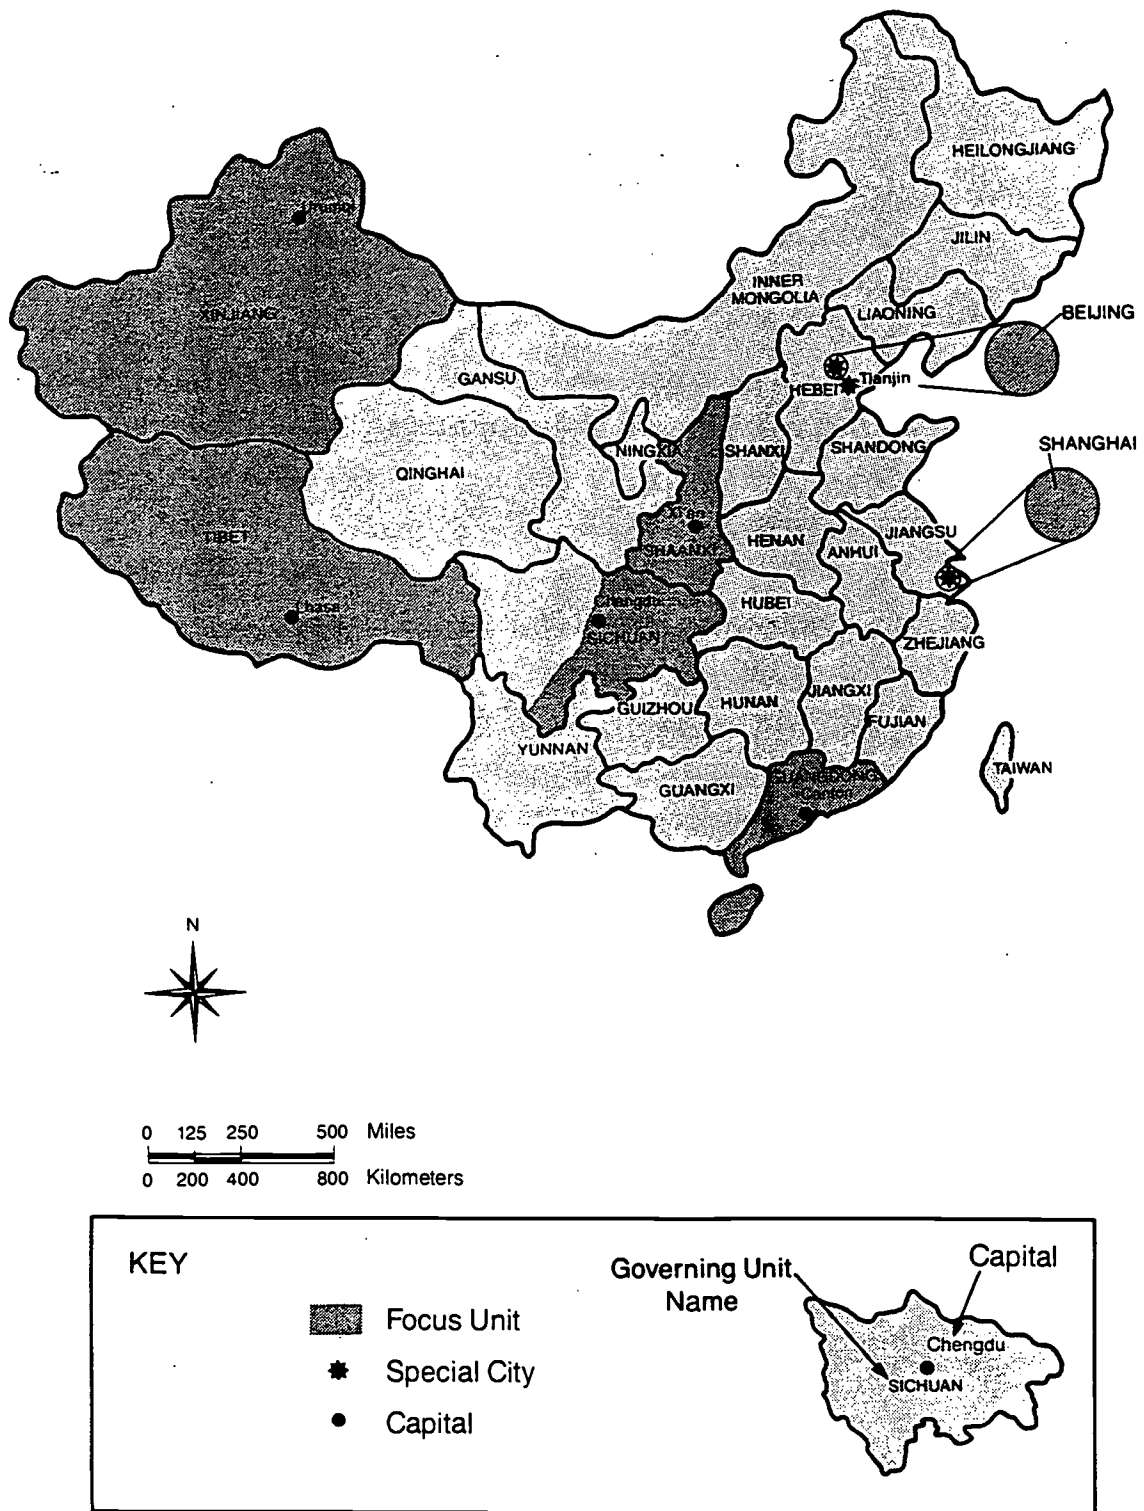 HEILONGJIANG
JILIN
Urumqi
INNER
MONGOLIA
LIAONING
BEIJING
XINJIANG
GANSU
HEBEI
Tianjin
SHANGHAI
NINGXIA
SHANXI
SHANDONG
QINGHAI
Xi'an
JIANGSU
TIBET
SHAANXI
HENAN
ANHUI
Lhasa
Chengdu
HUBEI
SICHUAN
ZHEJIANG
GUIZHOU
HUNAN
JIANGXI
FUJIAN
YUNNAN
TAIWAN
GUANGXI
GUANGDONG
Canton
N
0 125 250 500 Miles
0 200 400 800 Kilometers
KEY
Governing Unit
Name
Capital
Focus Unit
Special City
Capital
Chengdu
SICHUAN